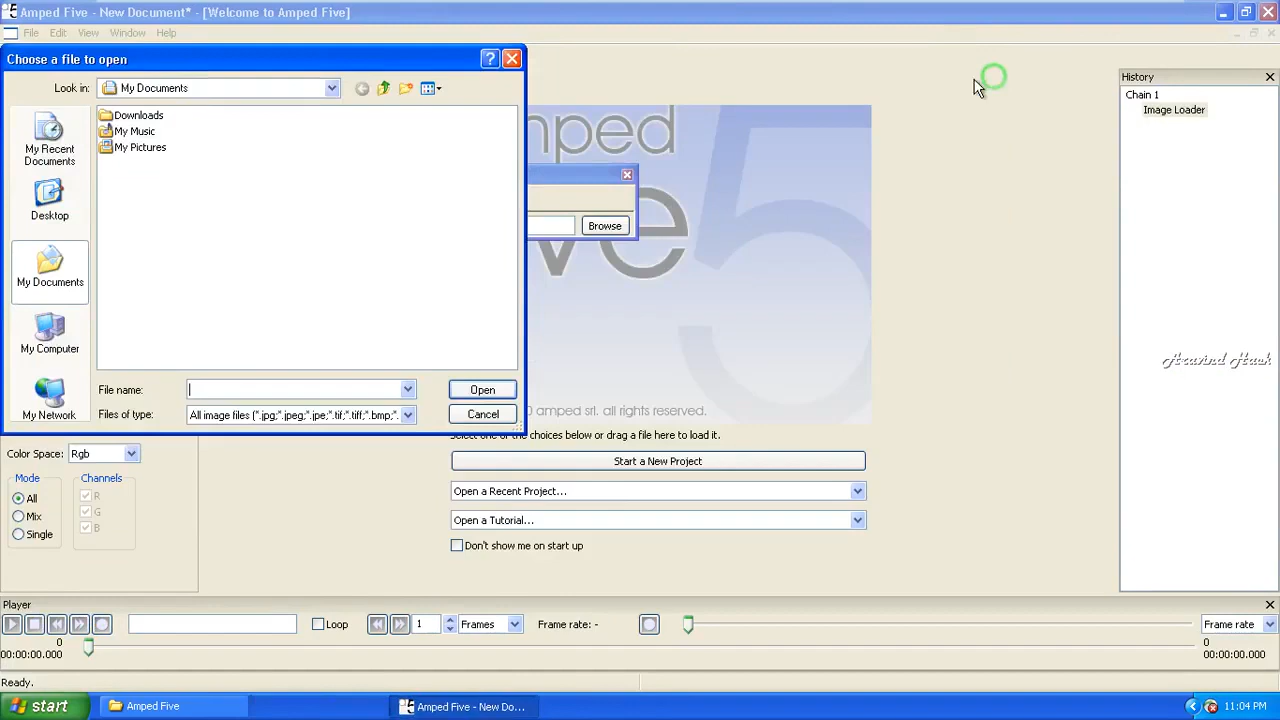 Amped Five - New Document* - [Welcome to Amped Five]
File Edit View Window Help
Choose a file to open
Look in: My Documents
Downloads
My Music
My Pictures
My Recent Documents
Desktop
My Documents
My Computer
My Network
File name: Open
Files of type: All image files (*.jpg;*.jpeg;*.jpe;*.tif;*.tiff;*.bmp;*. Cancel
mped
ve
5
Browse
0 amped srl. all rights reserved.
Select one of the choices below or drag a file here to load it.
Start a New Project
Open a Recent Project...
Open a Tutorial...
Don't show me on start up
History
Chain 1
Image Loader
Aravind Hask
Color Space: Rgb
Mode Channels
All R
Mix G
Single B
Player
Loop 1 Frames Frame rate: - Frame rate
0 0
00:00:00.000 00:00:00.000
Ready.
start Amped Five Amped Five - New Do... 11:04 PM